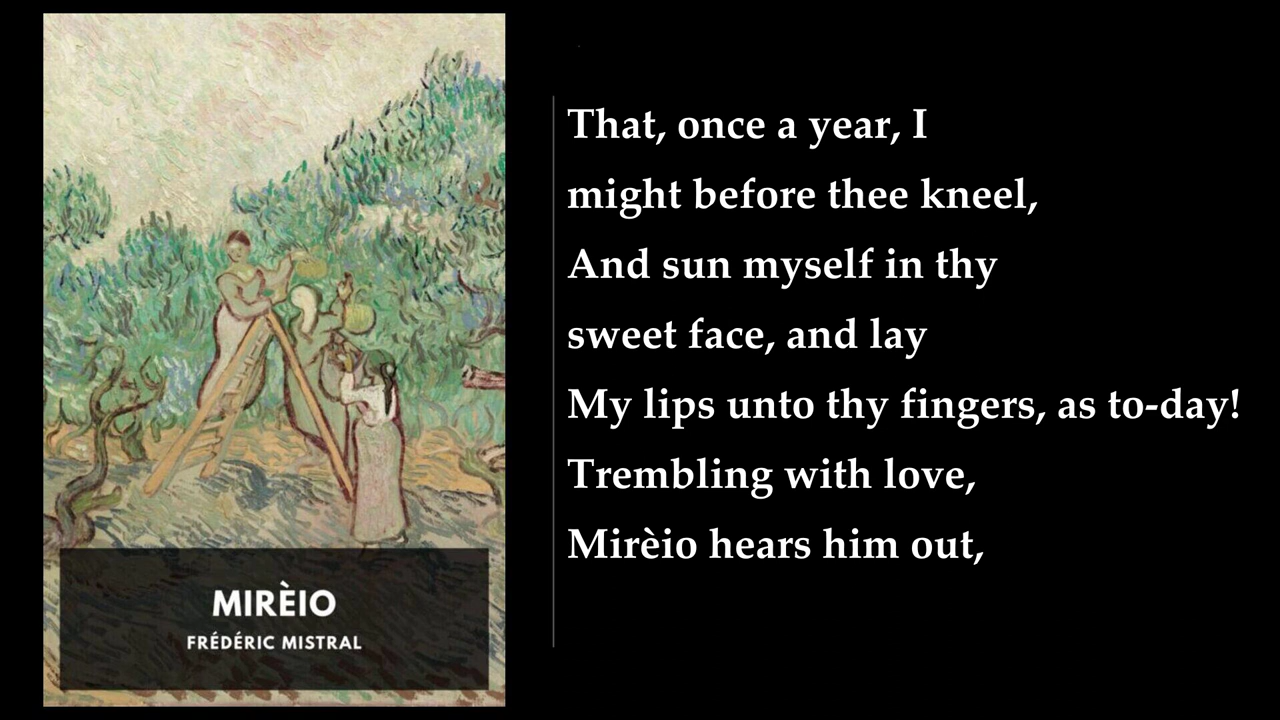 MIRÈIO
FRÉDÉRIC MISTRAL
That, once a year, I
might before thee kneel,
And sun myself in thy
sweet face, and lay
My lips unto thy fingers, as to-day!
Trembling with love,
Mirèio hears him out,